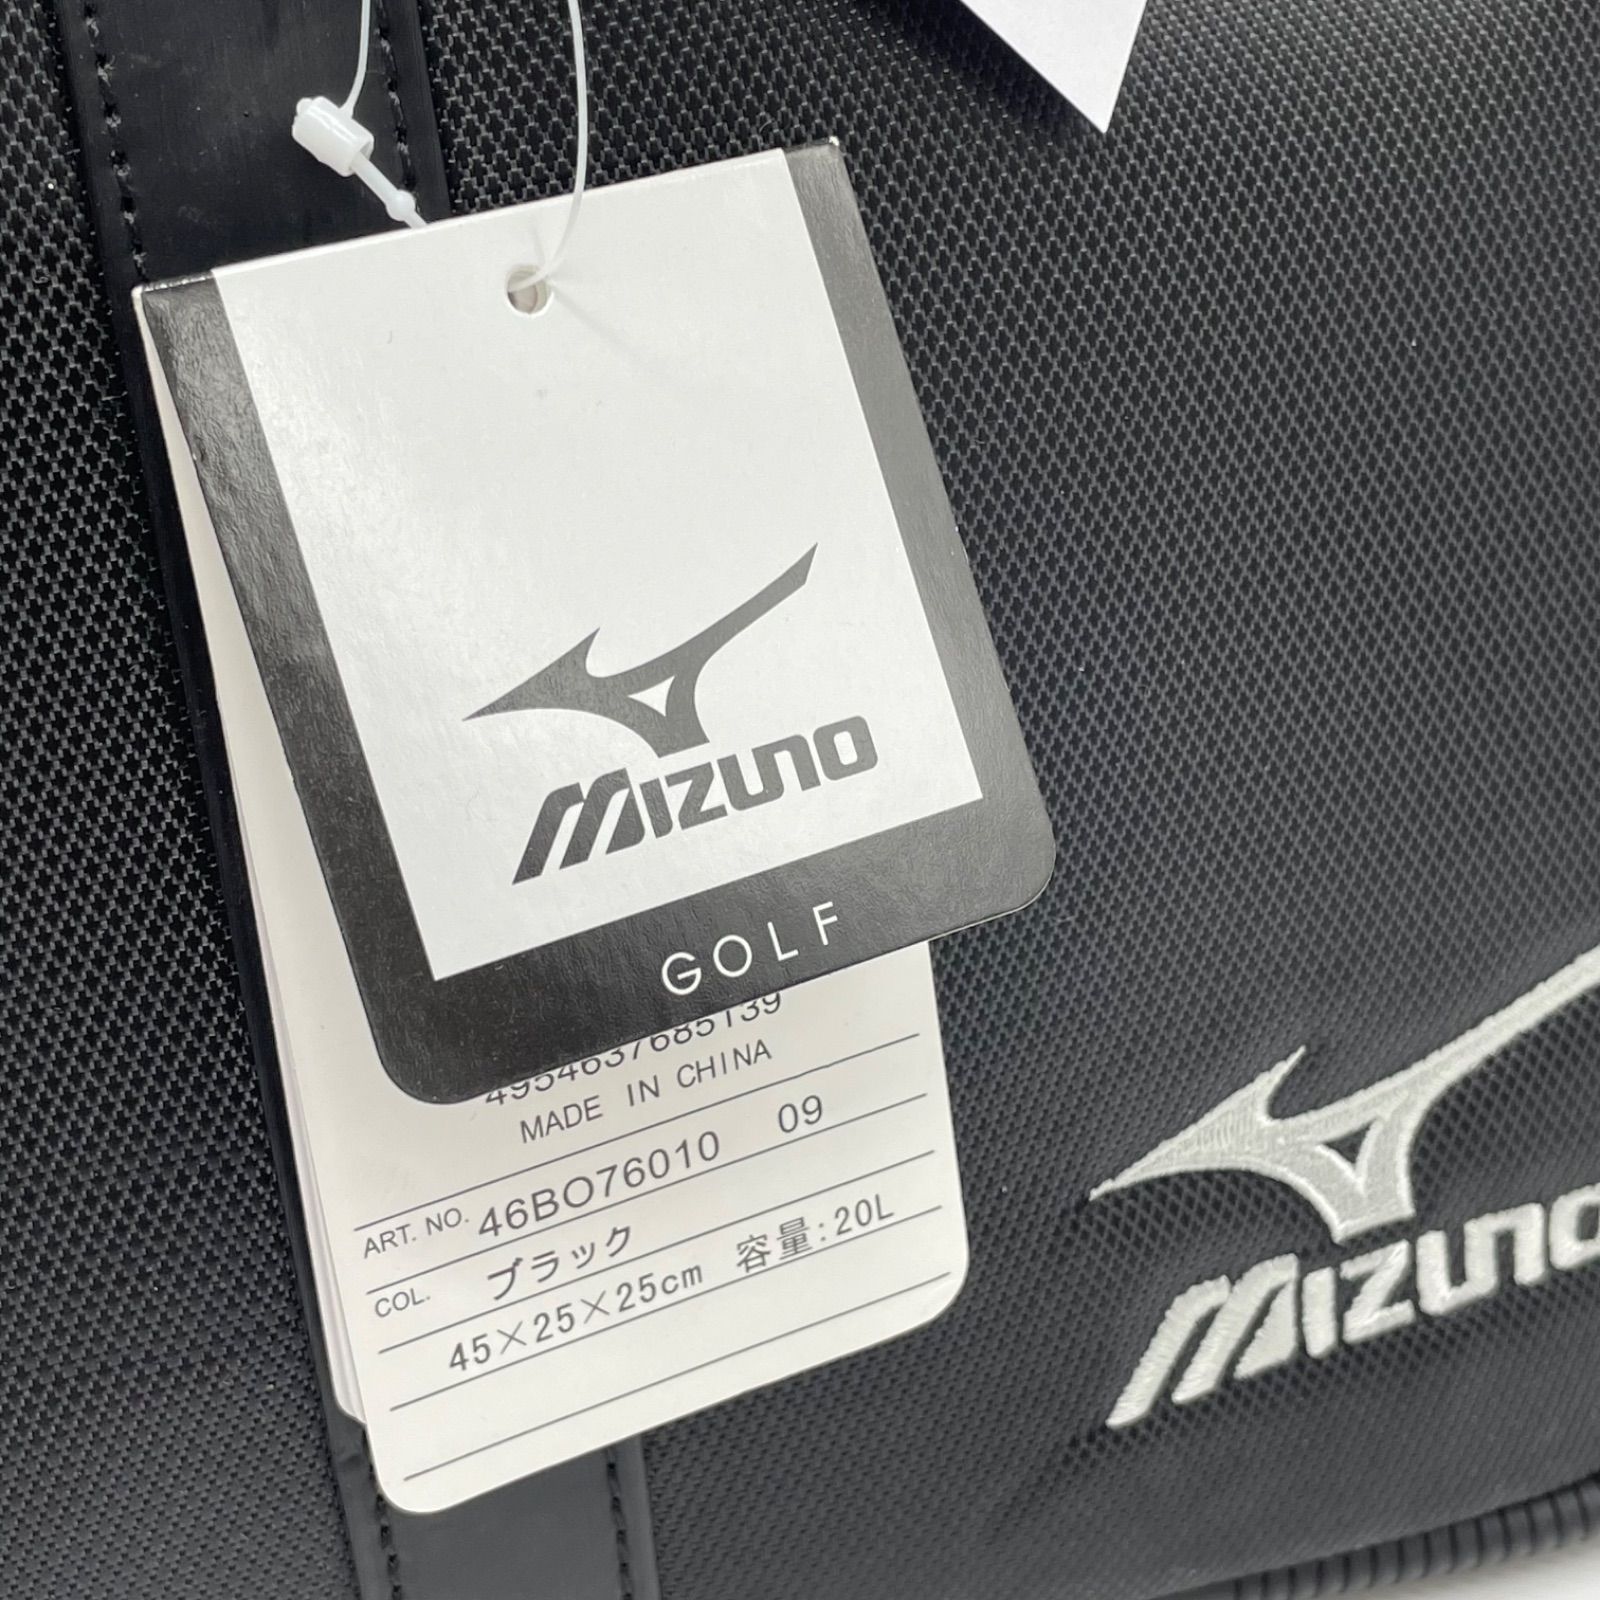 MIZUNO
GOLF
4954637685139
MADE IN CHINA
ART. NO. 46BO76010 09
COL. ブラック
45×25×25cm 容量:20L
MIZUNO